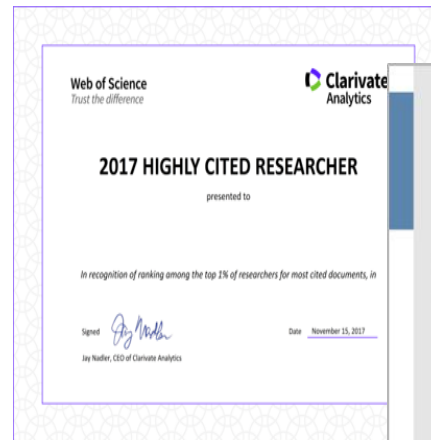 Web of Science
Trust the difference
Clarivate
Analytics
2017 HIGHLY CITED RESEARCHER
presented to
In recognition of ranking among the top 1% of researchers for most cited documents, in
Signed
Jay Nadler
Date November 15, 2017
Jay Nadler, CEO of Clarivate Analytics